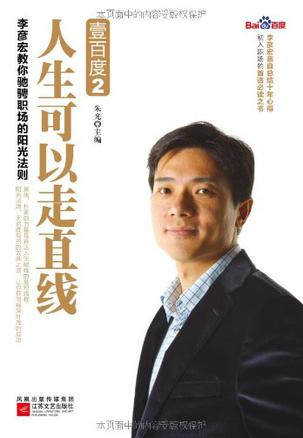 本页面中的内容受版权保护
Bai百度
李彦宏亲自总结十年心得
初入职场的首选必读之书
壹百度2
人生可以走直线
李彦宏教你驰骋职场的阳光法则
朱光◎主编
凤凰出版传媒集团
江苏文艺出版社
本页面中的内容受版权保护